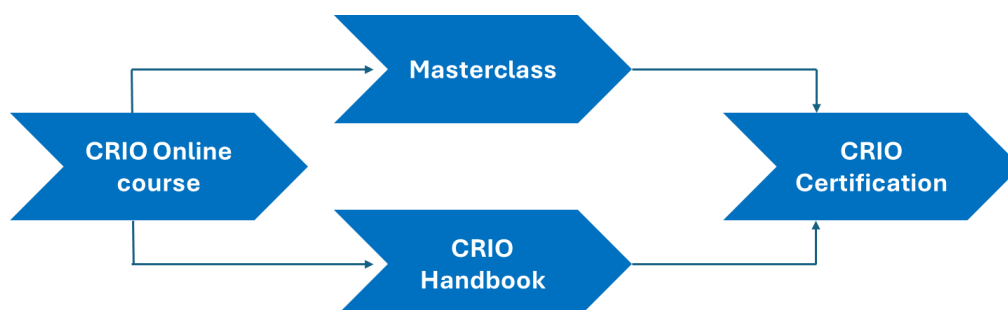 Masterclass
CRIO Online
course
CRIO
Certification
CRIO
Handbook